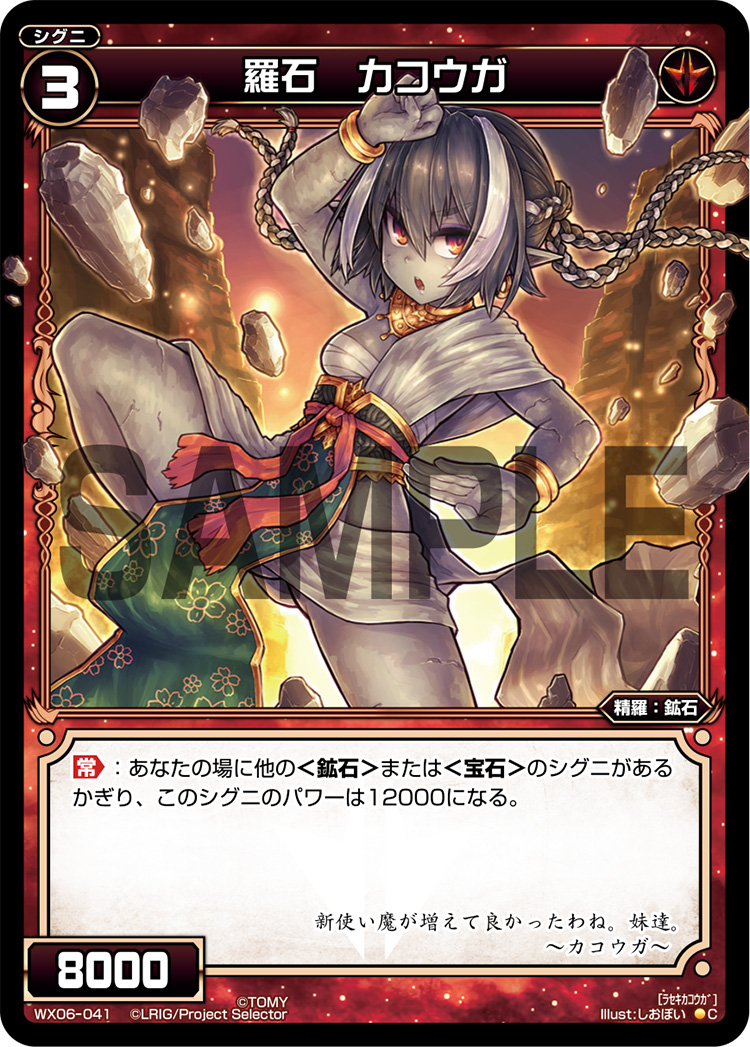 シグニ
3
羅石　カコウガ
SAMPLE
精羅：鉱石
常：あなたの場に他の＜鉱石＞または＜宝石＞のシグニがある
かぎり、このシグニのパワーは12000になる。
新使い魔が増えて良かったわね。妹達。
～カコウガ～
8000
WX06-041 ©LRIG/Project Selector
©TOMY
[ﾗｾｷｶｺｳｶﾞ]
Illust:しおぼい C